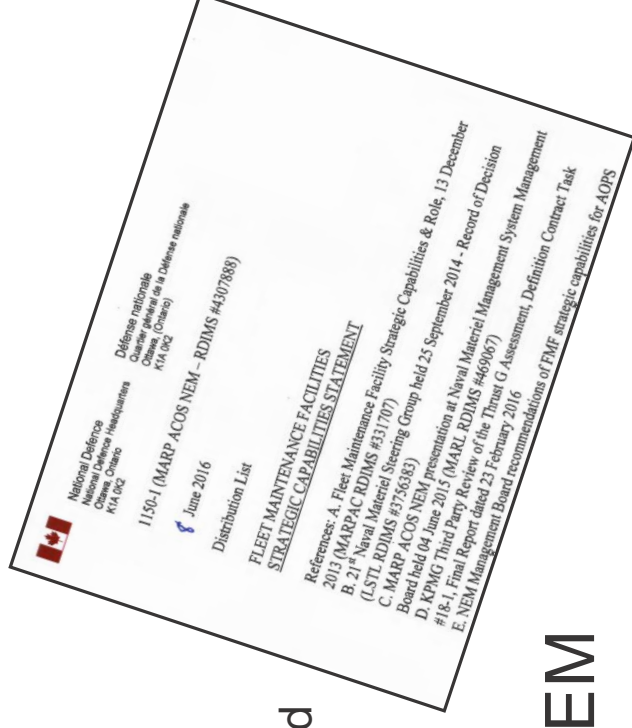 National Defence
National Defence Headquarters
Ottawa, Ontario
K1A 0K2
Défense nationale
Quartier général de la Défense nationale
Ottawa, (Ontario)
K1A 0K2
1150-1 (MARP ACOS NEM – RDIMS #4307888)
8 June 2016
Distribution List
FLEET MAINTENANCE FACILITIES
STRATEGIC CAPABILITIES STATEMENT
References: A. Fleet Maintenance Facility Strategic Capabilities & Role, 13 December
2013 (MARPAC RDIMS #331707)
B. 21st Naval Materiel Steering Group held 25 September 2014 - Record of Decision
(LSTL RDIMS #3756383)
C. MARP ACOS NEM presentation at Naval Materiel Management System Management
Board held 04 June 2015 (MARL RDIMS #469067)
D. KPMG Third Party Review of the Thrust G Assessment, Definition Contract Task
#18-1, Final Report dated 23 February 2016
E. NEM Management Board recommendations of FMF strategic capabilities for AOPS
d
EM